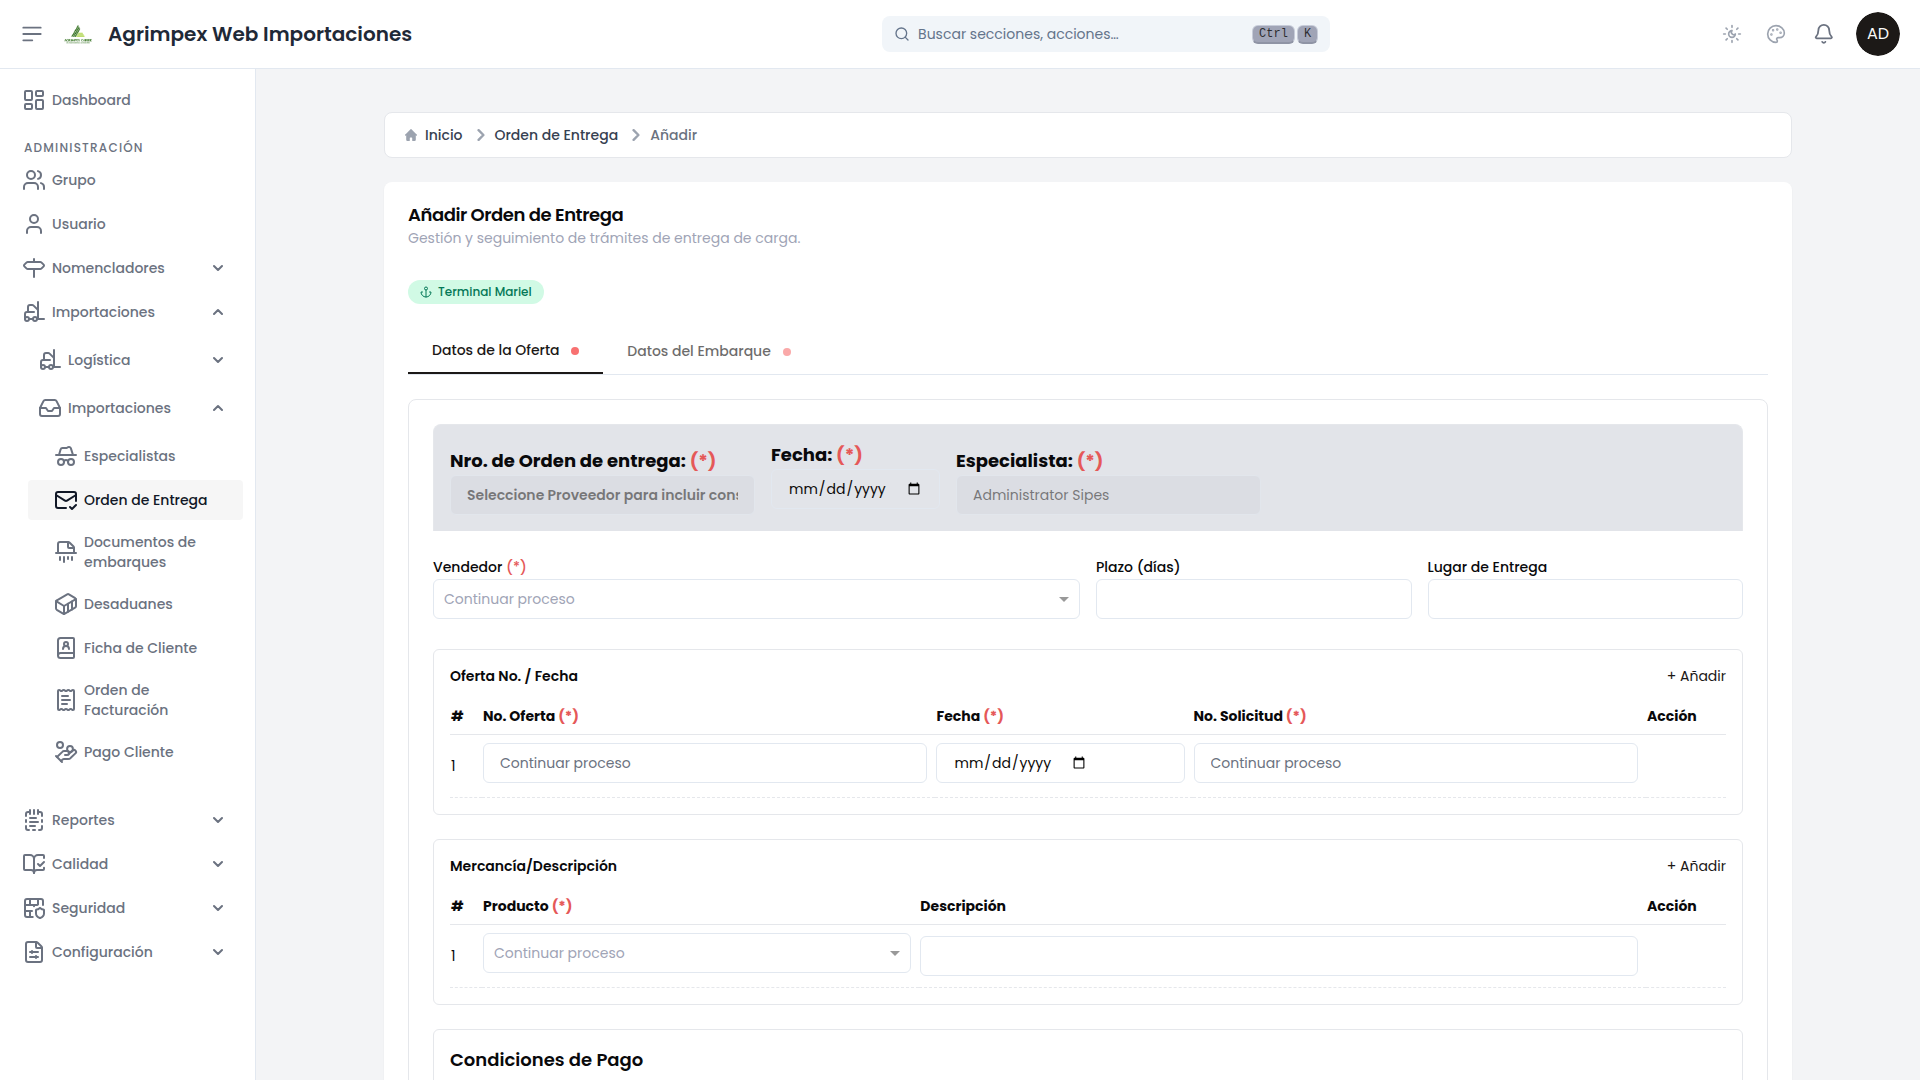 Agrimpex Web Importaciones
Buscar secciones, acciones...
Ctrl K
AD
Dashboard
ADMINISTRACIÓN
Grupo
Usuario
Nomencladores
Importaciones
Logística
Importaciones
Especialistas
Orden de Entrega
Documentos de
embarques
Desaduanes
Ficha de Cliente
Orden de
Facturación
Pago Cliente
Reportes
Calidad
Seguridad
Configuración
Inicio > Orden de Entrega > Añadir
Añadir Orden de Entrega
Gestión y seguimiento de trámites de entrega de carga.
Terminal Mariel
Datos de la Oferta
Datos del Embarque
Nro. de Orden de entrega: (*)
Seleccione Proveedor para incluir con
Fecha: (*)
mm/dd/yyyy
Especialista: (*)
Administrator Sipes
Vendedor (*)
Continuar proceso
Plazo (días)
Lugar de Entrega
Oferta No. / Fecha
+ Añadir
# No. Oferta (*) Fecha (*) No. Solicitud (*) Acción
1 Continuar proceso mm/dd/yyyy Continuar proceso
Mercancía/Descripción
+ Añadir
# Producto (*) Descripción Acción
1 Continuar proceso
Condiciones de Pago